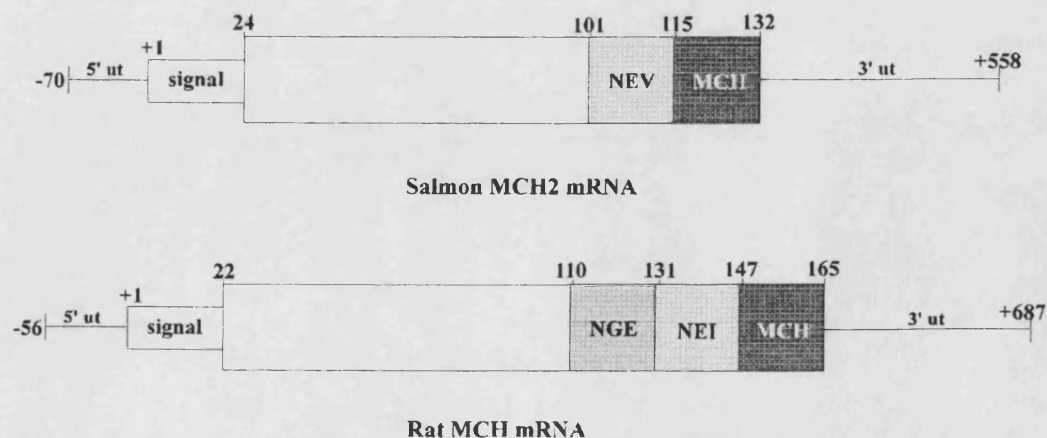 24 101 115 132
+1
-70 5' ut signal NEV MCH 3' ut +558
Salmon MCH2 mRNA
22 110 131 147 165
+1
-56 5' ut signal NGE NEI MCH 3' ut +687
Rat MCH mRNA